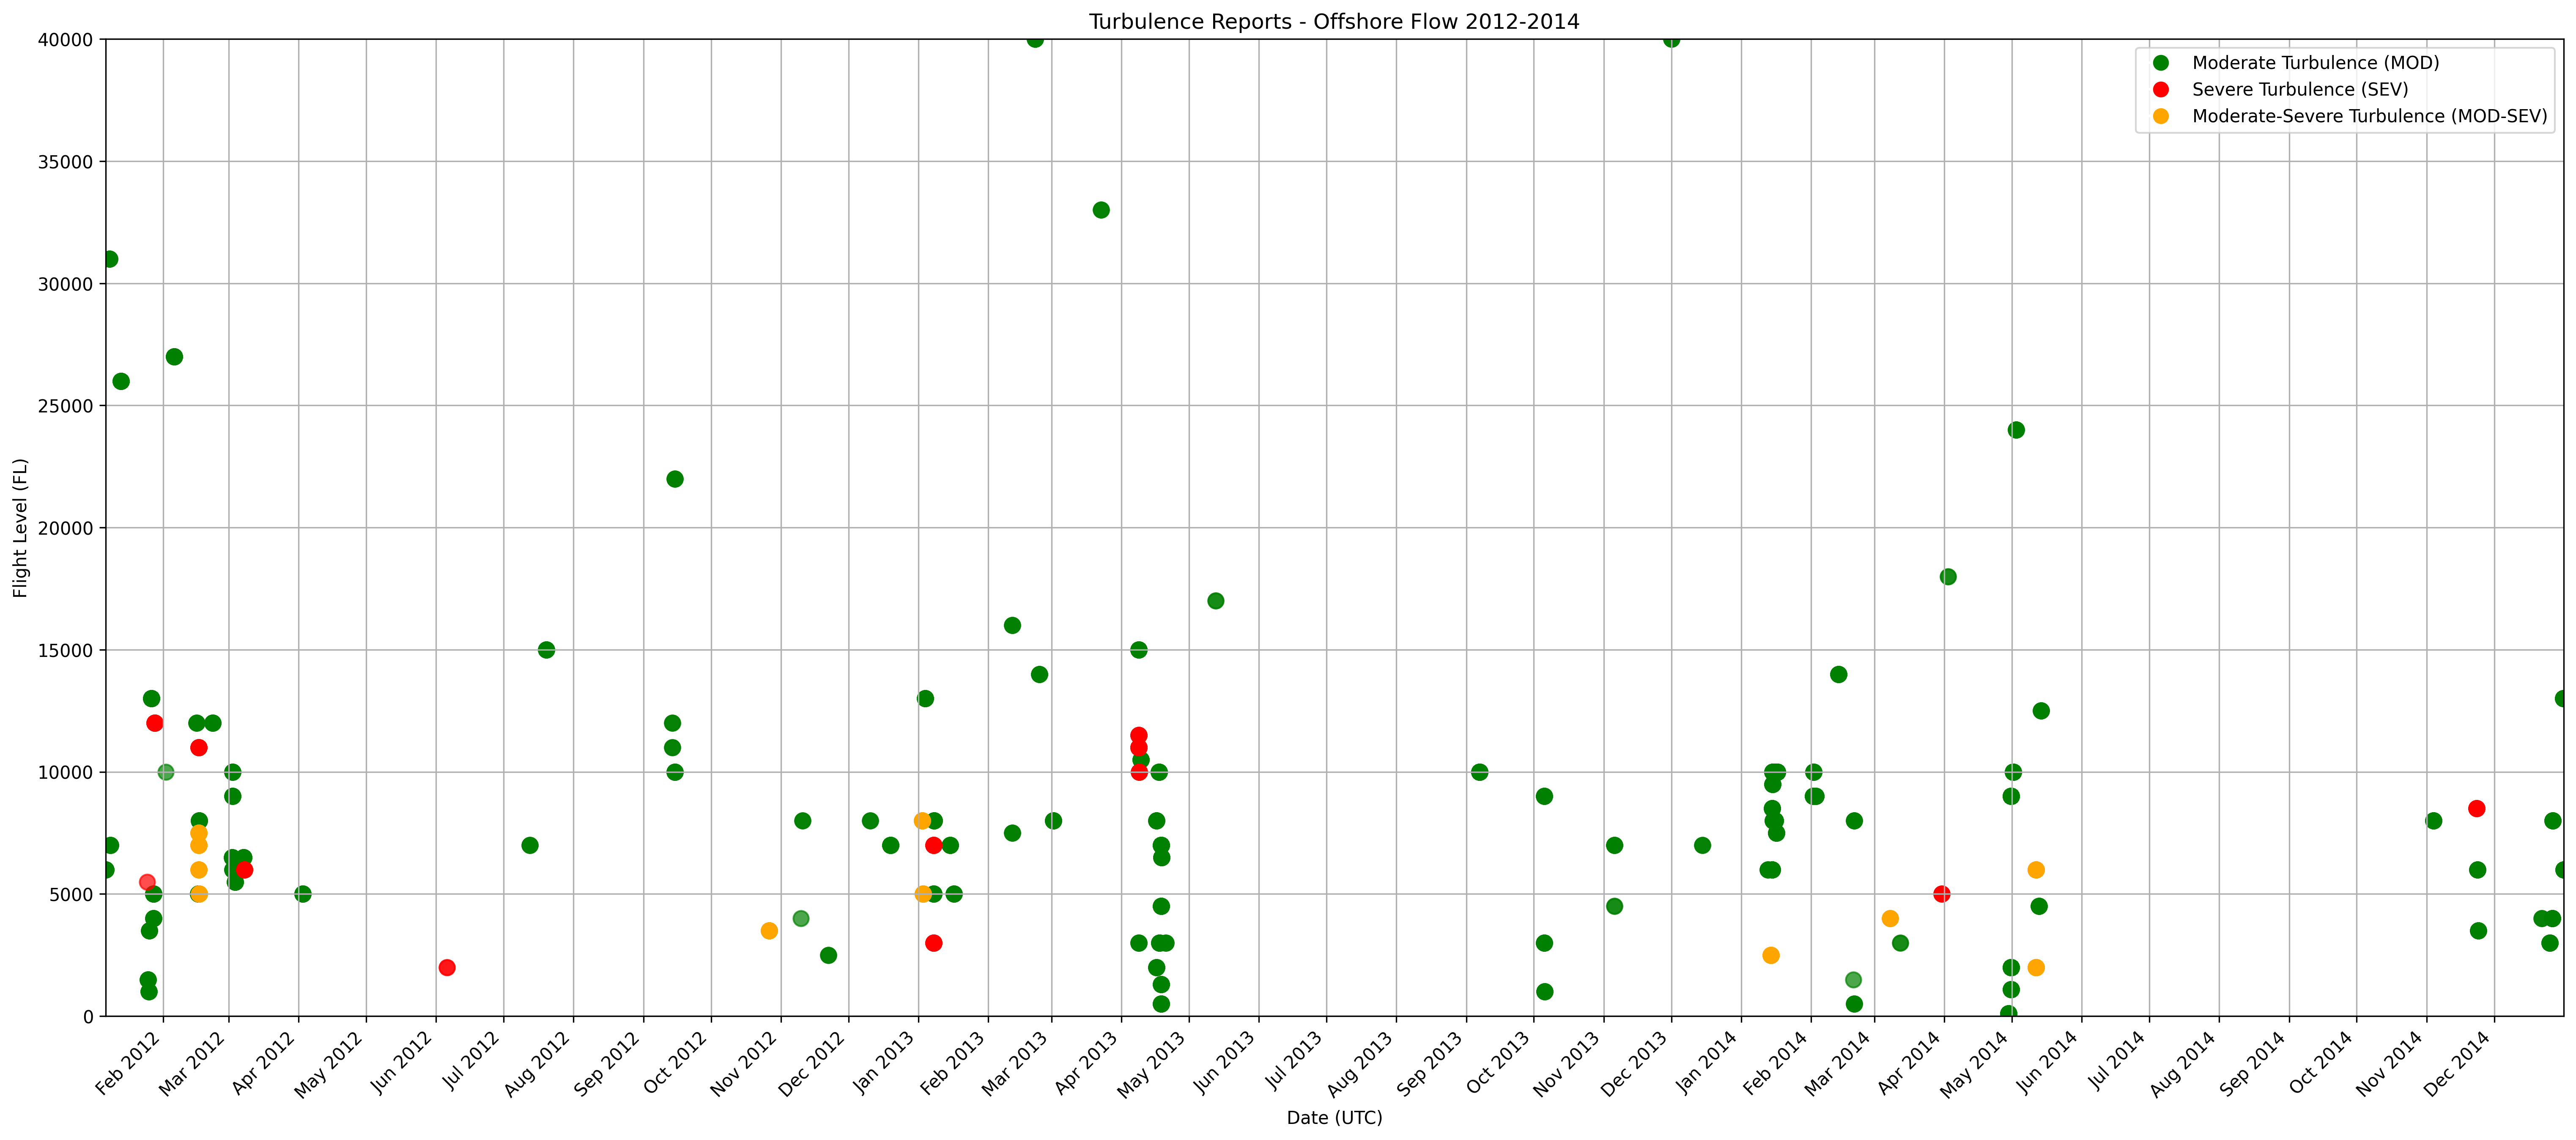 Turbulence Reports - Offshore Flow 2012-2014
Moderate Turbulence (MOD)
Severe Turbulence (SEV)
Moderate-Severe Turbulence (MOD-SEV)
Flight Level (FL)
40000
35000
30000
25000
20000
15000
10000
5000
0
Feb 2012
Mar 2012
Apr 2012
May 2012
Jun 2012
Jul 2012
Aug 2012
Sep 2012
Oct 2012
Nov 2012
Dec 2012
Jan 2013
Feb 2013
Mar 2013
Apr 2013
May 2013
Jun 2013
Jul 2013
Aug 2013
Sep 2013
Oct 2013
Nov 2013
Dec 2013
Jan 2014
Feb 2014
Mar 2014
Apr 2014
May 2014
Jun 2014
Jul 2014
Aug 2014
Sep 2014
Oct 2014
Nov 2014
Dec 2014
Date (UTC)